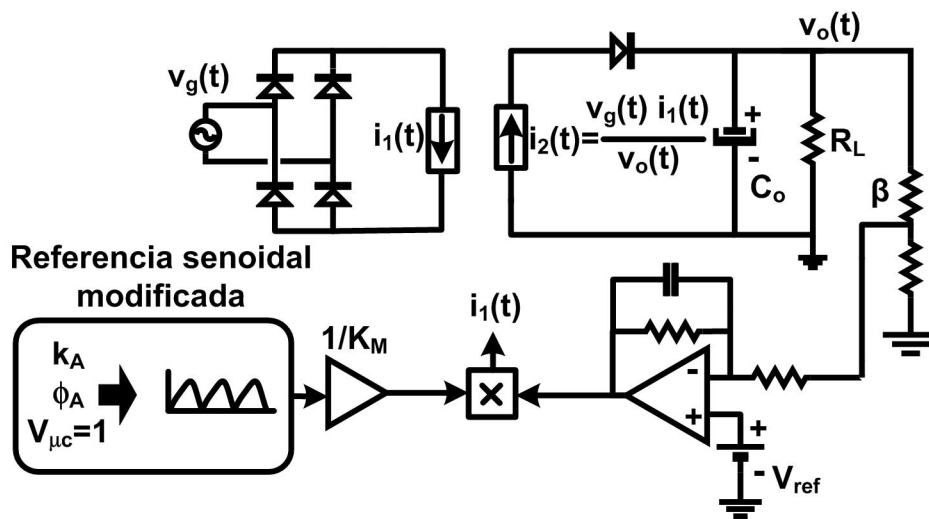 v_g(t)
i_1(t)
i_2(t)=
v_g(t) i_1(t)
v_o(t)
v_o(t)
+
-
C_o
R_L
β
Referencia senoidal
modificada
k_A
ϕ_A
V_μc=1
1/K_M
i_1(t)
×
-
+
+
- V_ref